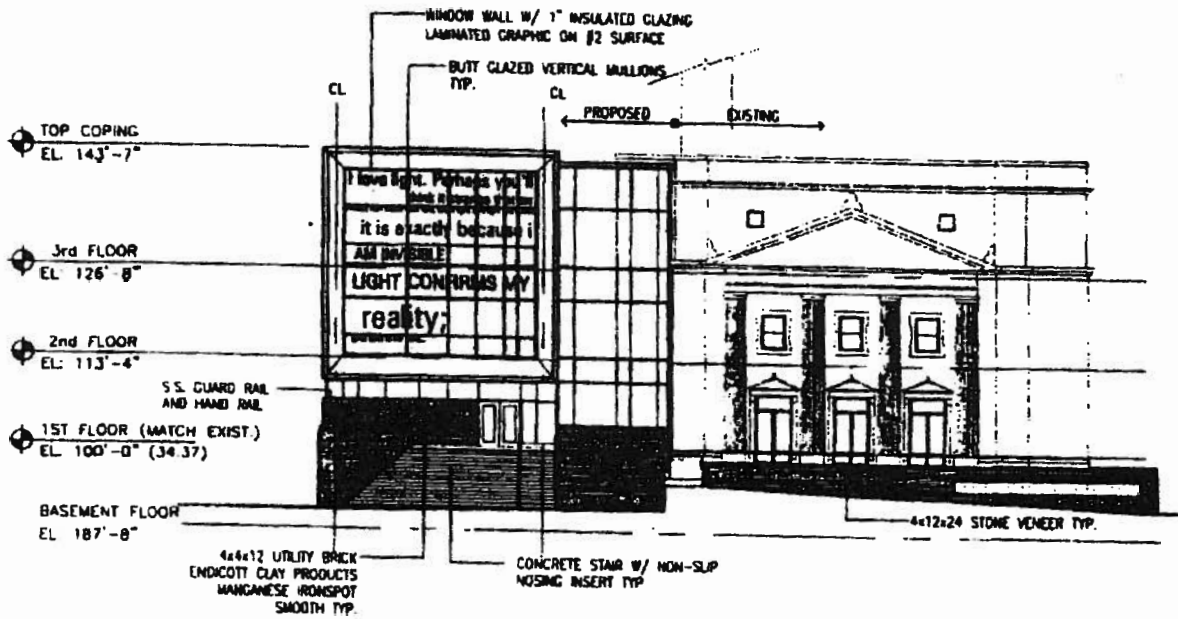 WINDOW WALL W/ 1" INSULATED GLAZING
LAMINATED GRAPHIC ON #2 SURFACE
BUTT GLAZED VERTICAL MULLIONS
TYP.
CL
CL
PROPOSED
EXISTING
TOP COPING
EL. 143'-7"
I love light. Perhaps you'll
it is exactly because i
AM INVISIBLE
3rd FLOOR
EL. 126'-8"
LIGHT CONFIRMS MY
reality;
2nd FLOOR
EL. 113'-4"
S.S. GUARD RAIL
AND HAND RAIL
1ST FLOOR (MATCH EXIST.)
EL. 100'-0" (34.37)
BASEMENT FLOOR
EL 187'-8"
4x12x24 STONE VENEER TYP.
4x4x12 UTILITY BRICK
ENDICOTT CLAY PRODUCTS
MANGANESE IRONSPOT
SMOOTH TYP.
CONCRETE STAIR W/ NON-SLIP
NOSING INSERT TYP